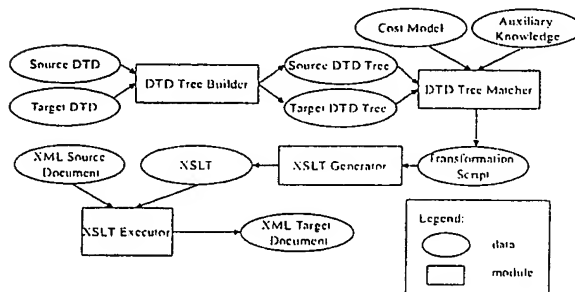 Cost Model
Auxiliary
Knowledge
Source DTD
Target DTD
DTD Tree Builder
Source DTD Tree
Target DTD Tree
DTD Tree Matcher
XML Source
Document
XSLT
XSLT Generator
Transformation
Script
XSLT Executor
XML Target
Document
Legend:
data
module